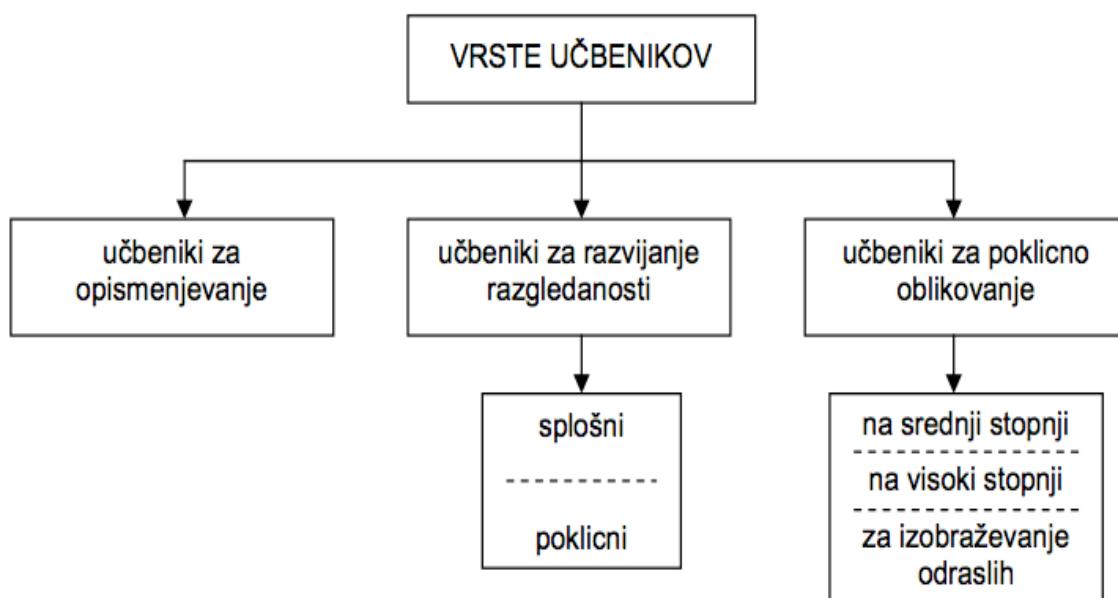 VRSTE UČBENIKOV
učbeniki za
opismenjevanje
učbeniki za razvijanje
razgledanosti
učbeniki za poklicno
oblikovanje
splošni
poklicni
na srednji stopnji
na visoki stopnji
za izobraževanje
odraslih